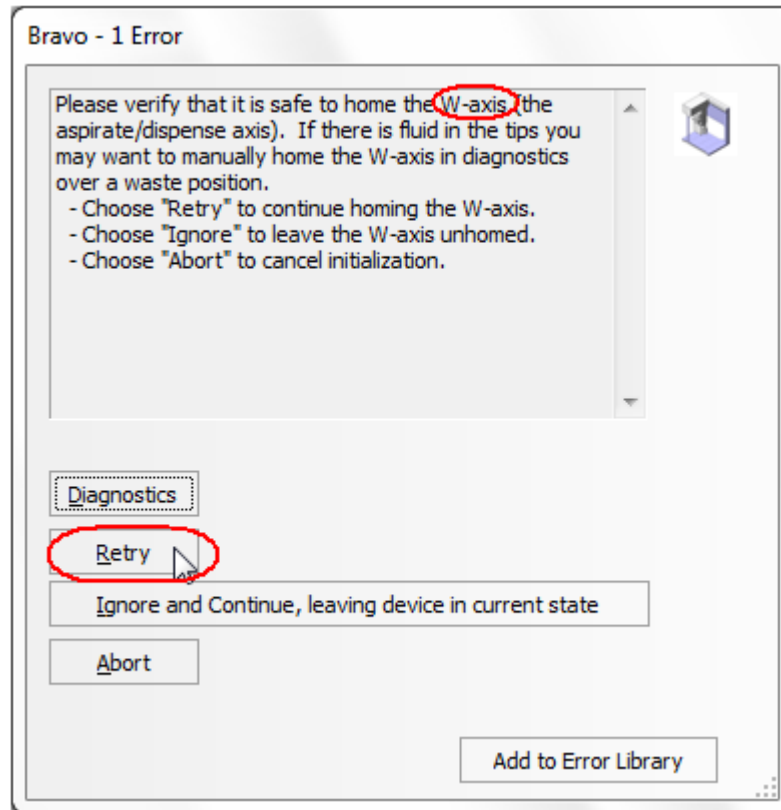 Bravo - 1 Error
Please verify that it is safe to home the W-axis (the
aspirate/dispense axis).  If there is fluid in the tips you
may want to manually home the W-axis in diagnostics
over a waste position.
- Choose "Retry" to continue homing the W-axis.
- Choose "Ignore" to leave the W-axis unhomed.
- Choose "Abort" to cancel initialization.
Diagnostics
Retry
Ignore and Continue, leaving device in current state
Abort
Add to Error Library